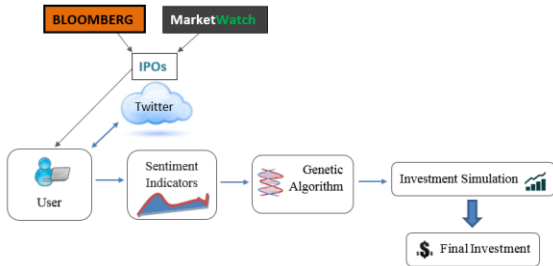 BLOOMBERG
MarketWatch
IPOs
Twitter
User
Sentiment
Indicators
Genetic
Algorithm
Investment Simulation
$
Final Investment